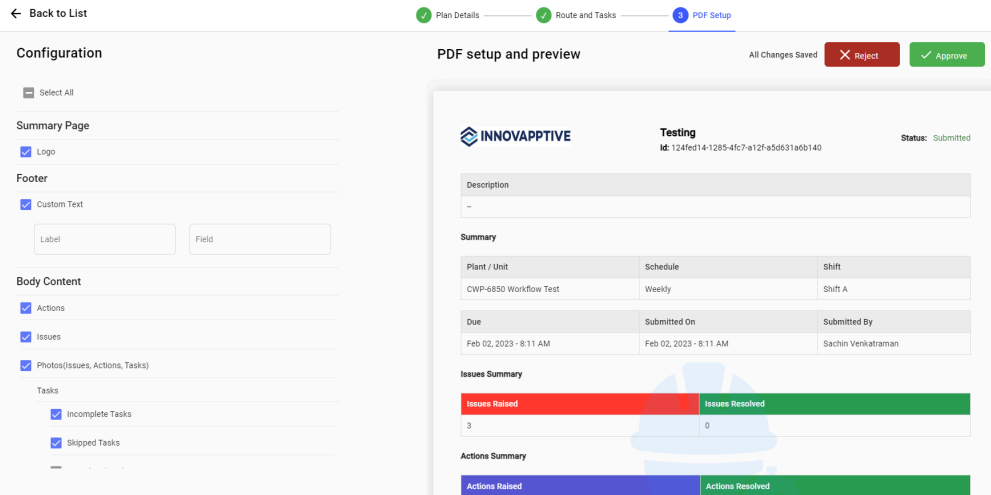 Back to List
Plan Details
Route and Tasks
3 PDF Setup
Configuration
PDF setup and preview
All Changes Saved
Reject
Approve
Select All
Summary Page
Logo
Footer
Custom Text
Label
Field
Body Content
Actions
Issues
Photos(Issues, Actions, Tasks)
Tasks
Incomplete Tasks
Skipped Tasks
INNOVAPPTIVE
Testing
Id: 124fed14-1285-4fc7-a12f-a5d631a6b140
Status: Submitted
Description
--
Summary
Plant / Unit
Schedule
Shift
CWP-6850 Workflow Test
Weekly
Shift A
Due
Submitted On
Submitted By
Feb 02, 2023 - 8:11 AM
Feb 02, 2023 - 8:11 AM
Sachin Venkatraman
Issues Summary
Issues Raised
Issues Resolved
3
0
Actions Summary
Actions Raised
Actions Resolved